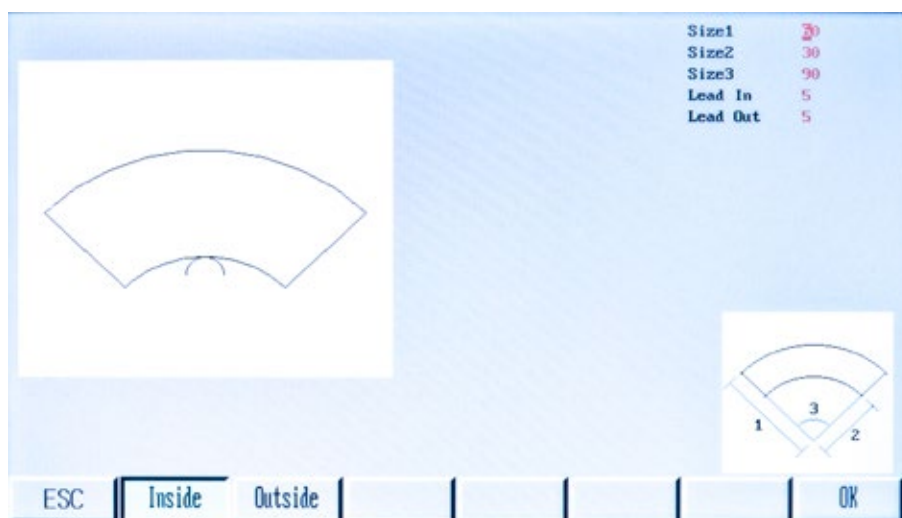 Size1
Size2 30
Size3 90
Lead In 5
Lead Out 5
3
1
2
ESC Inside Outside OK